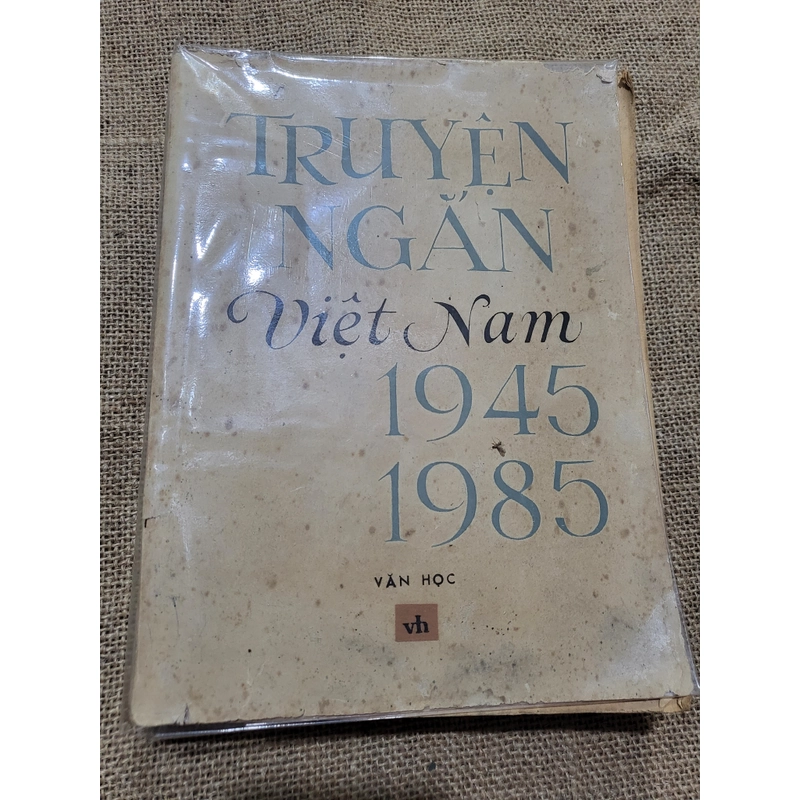 TRUYỆN
NGẮN
Việt Nam
1945
1985
VĂN HỌC
vh